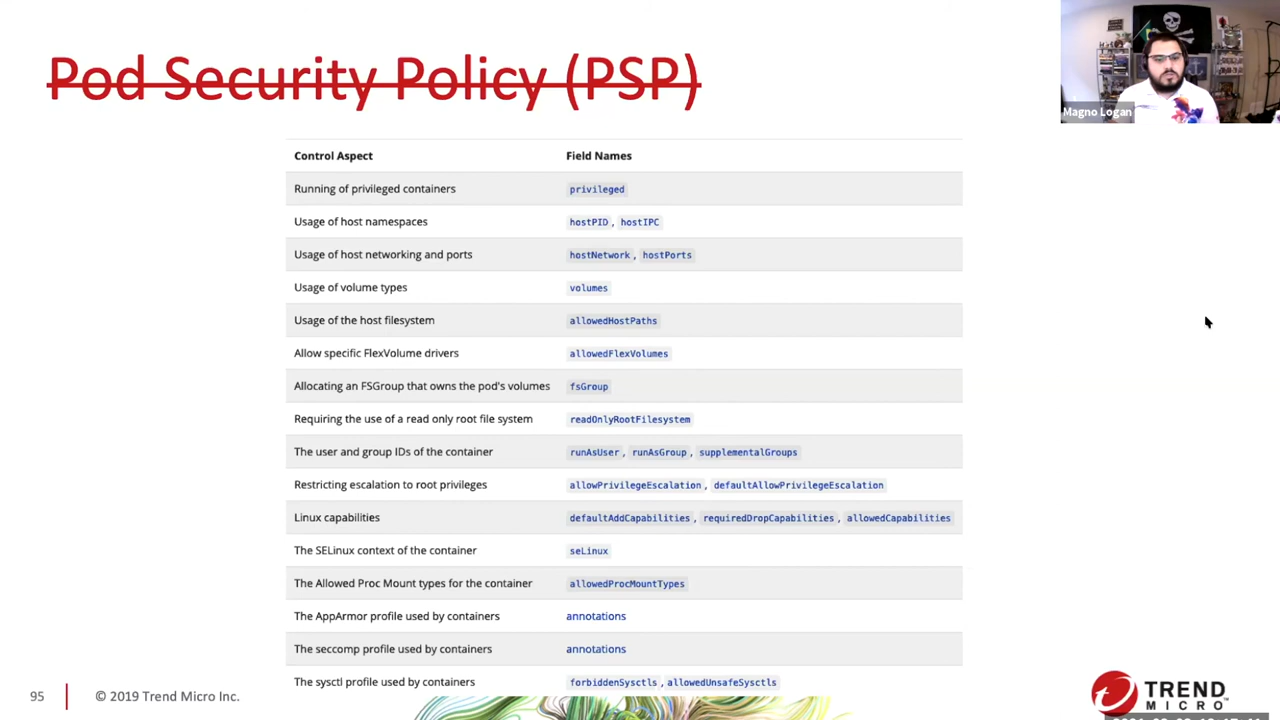 Pod Security Policy (PSP)
Magno Logan
Control Aspect Field Names
Running of privileged containers privileged
Usage of host namespaces hostPID, hostIPC
Usage of host networking and ports hostNetwork, hostPorts
Usage of volume types volumes
Usage of the host filesystem allowedHostPaths
Allow specific FlexVolume drivers allowedFlexVolumes
Allocating an FSGroup that owns the pod's volumes fsGroup
Requiring the use of a read only root file system readOnlyRootFilesystem
The user and group IDs of the container runAsUser, runAsGroup, supplementalGroups
Restricting escalation to root privileges allowPrivilegeEscalation, defaultAllowPrivilegeEscalation
Linux capabilities defaultAddCapabilities, requiredDropCapabilities, allowedCapabilities
The SELinux context of the container seLinux
The Allowed Proc Mount types for the container allowedProcMountTypes
The AppArmor profile used by containers annotations
The seccomp profile used by containers annotations
The sysctl profile used by containers forbiddenSysctls, allowedUnsafeSysctls
95 © 2019 Trend Micro Inc.
TREND
MICRO